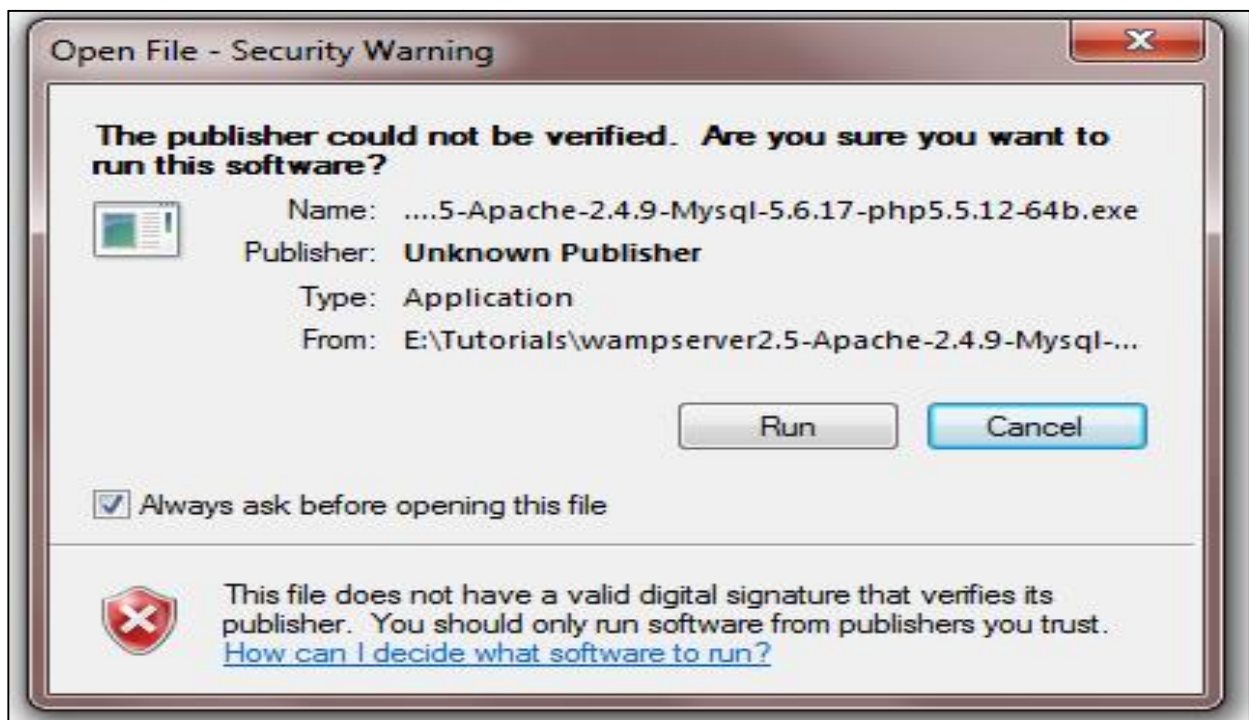 Open File - Security Warning
The publisher could not be verified.  Are you sure you want to
run this software?
Name: ....5-Apache-2.4.9-Mysql-5.6.17-php5.5.12-64b.exe
Publisher: Unknown Publisher
Type: Application
From: E:\Tutorials\wampserver2.5-Apache-2.4.9-Mysql-...
Run Cancel
Always ask before opening this file
This file does not have a valid digital signature that verifies its
publisher.  You should only run software from publishers you trust.
How can I decide what software to run?